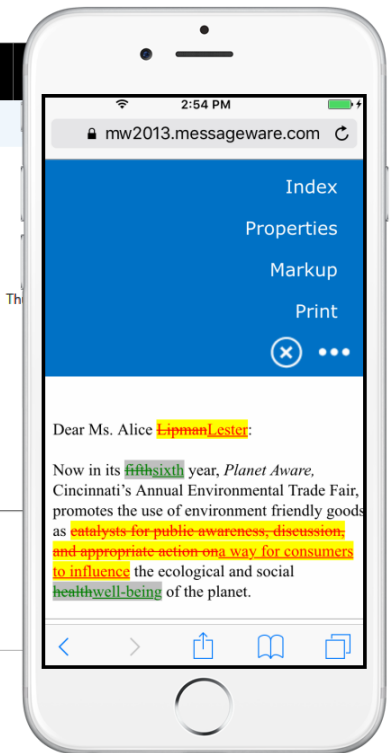 2:54 PM
mw2013.messageware.com
Index
Properties
Markup
Print
Dear Ms. Alice LipmanLester:
Now in its fifthsixth year, Planet Aware,
Cincinnati’s Annual Environmental Trade Fair,
promotes the use of environment friendly goods
as catalysts for public awareness, discussion,
and appropriate action ona way for consumers
to influence the ecological and social
healthwell-being of the planet.